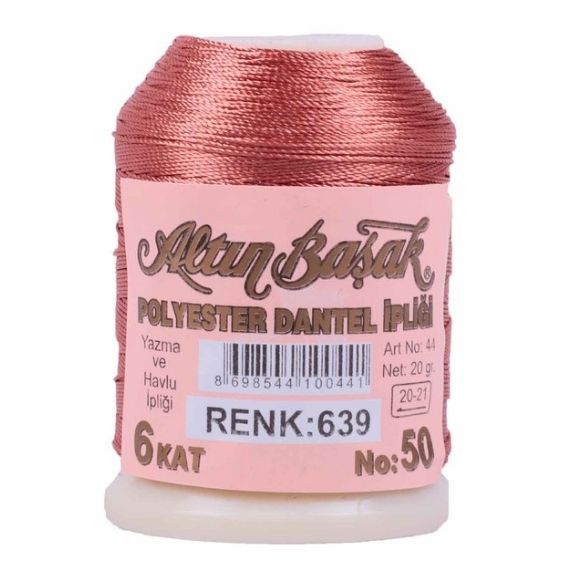 Altın Başak ®
POLYESTER DANTEL İPLİĞİ
Yazma
ve
Havlu
İpliği
8 698544 100441
Art No: 44
Net: 20 gr.
20-21
RENK:639
6 KAT
No:50